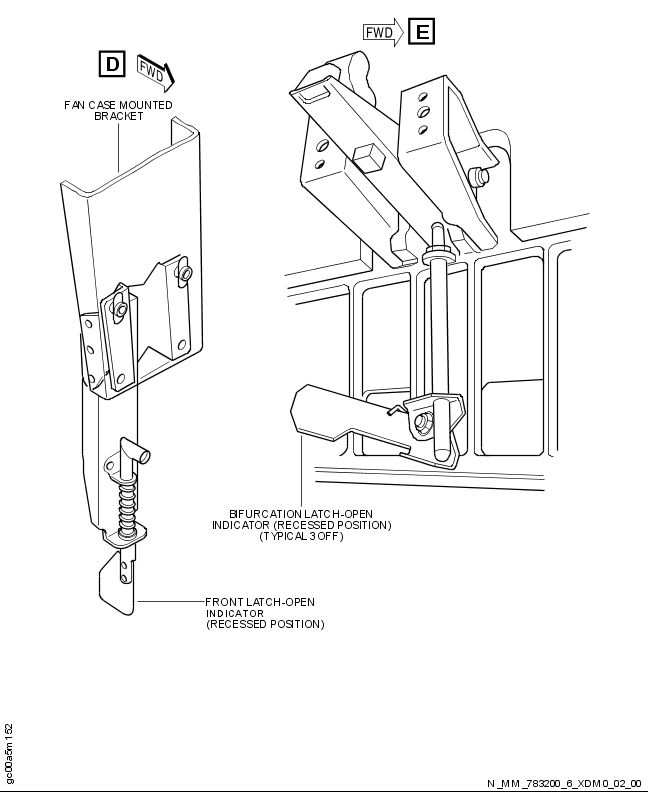 D
FWD
FAN CASE MOUNTED
BRACKET
FWD
E
BIFURCATION LATCH-OPEN
INDICATOR (RECESSED POSITION)
(TYPICAL 3 OFF)
FRONT LATCH-OPEN
INDICATOR
(RECESSED POSITION)
gc00a5m152
N_MM_783200_6_XDM0_02_00